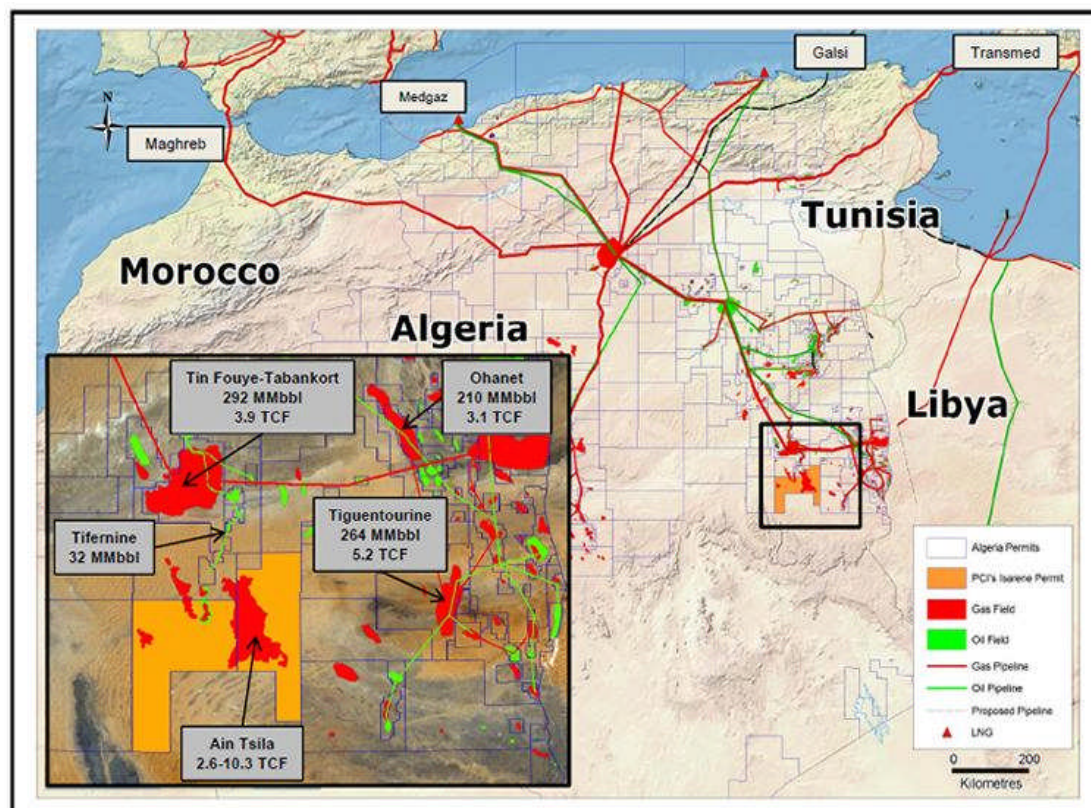 Galsi
Transmed
Medgaz
N
Maghreb
Tunisia
Morocco
Algeria
Libya
Tin Fouye-Tabankort
292 MMbbl
3.9 TCF
Ohanet
210 MMbbl
3.1 TCF
Tifernine
32 MMbbl
Tiguentourine
264 MMbbl
5.2 TCF
Ain Tsila
2.6-10.3 TCF
Algeria Permits
PCI's Isarene Permit
Gas Field
Oil Field
Gas Pipeline
Oil Pipeline
Proposed Pipeline
LNG
0 200
Kilometres